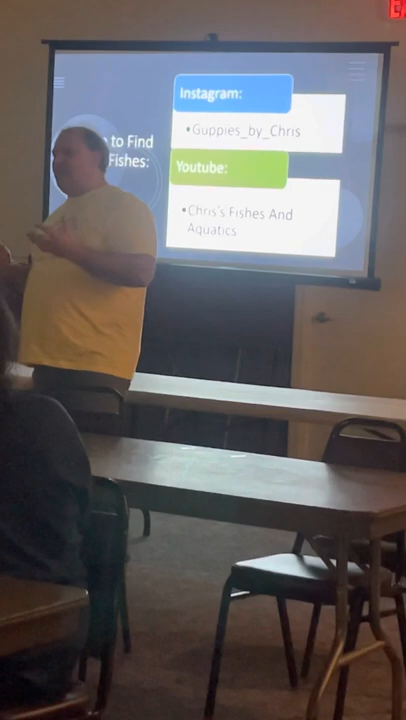 Instagram:
to Find
•Guppies_by_Chris
Fishes:
Youtube:
•Chris's Fishes And
Aquatics